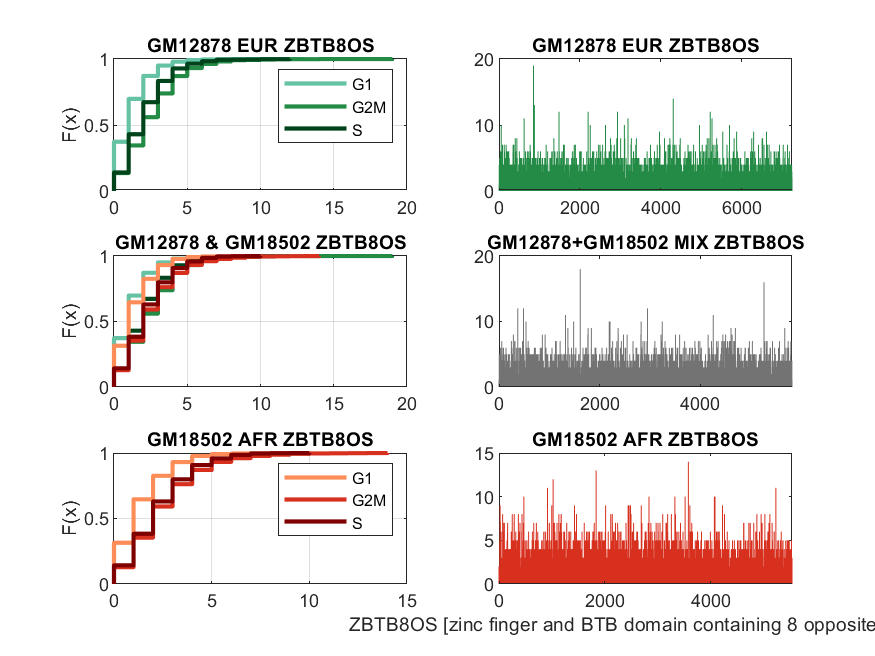 GM12878 EUR ZBTB8OS
1
0.5
0
F(x)
0
5
10
15
20
G1
G2M
S
GM12878 EUR ZBTB8OS
20
10
0
0
2000
4000
6000
GM12878 & GM18502 ZBTB8OS
1
0.5
0
F(x)
0
5
10
15
20
GM12878+GM18502 MIX ZBTB8OS
20
10
0
0
2000
4000
GM18502 AFR ZBTB8OS
1
0.5
0
F(x)
0
5
10
15
G1
G2M
S
GM18502 AFR ZBTB8OS
15
10
5
0
0
2000
4000
ZBTB8OS [zinc finger and BTB domain containing 8 opposite